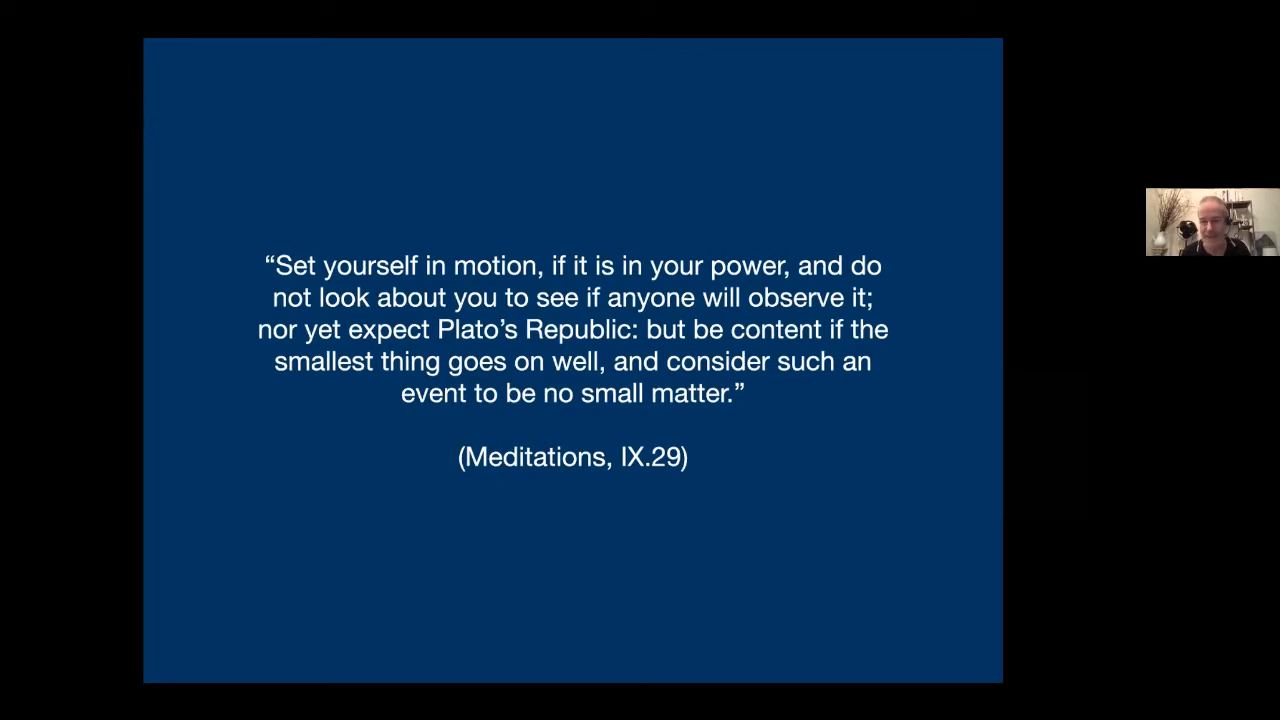 “Set yourself in motion, if it is in your power, and do
not look about you to see if anyone will observe it;
nor yet expect Plato’s Republic: but be content if the
smallest thing goes on well, and consider such an
event to be no small matter.”
(Meditations, IX.29)